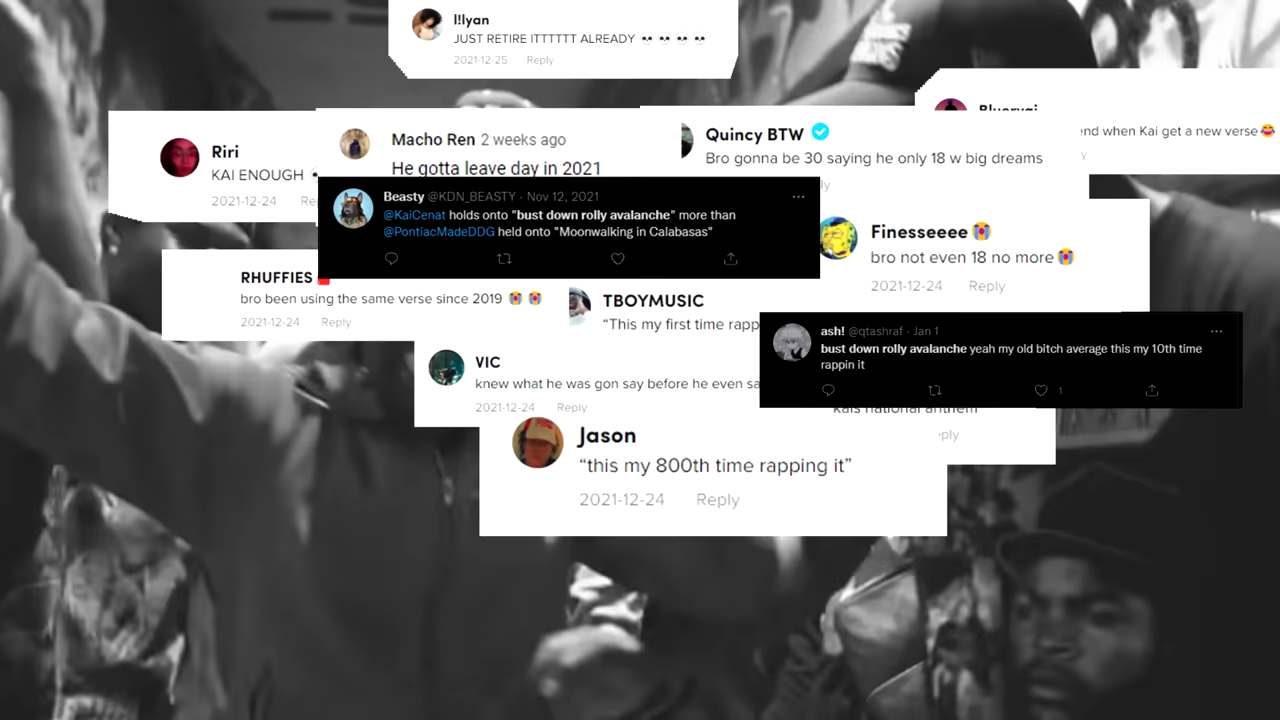 l!lyan
JUST RETIRE ITTTTTT ALREADY 💀 💀 💀 💀
2021-12-25 Reply
Blueryai
when Kai get a new verse 😂
Riri
KAI ENOUGH
2021-12-24
Macho Ren 2 weeks ago
He gotta leave day in 2021
Quincy BTW
Bro gonna be 30 saying he only 18 w big dreams
Beasty @KDN_BEASTY · Nov 12, 2021
@KaiCenat holds onto "bust down rolly avalanche" more than
@PontiacMadeDDG held onto "Moonwalking in Calabasas"
Finesseeee 😭
bro not even 18 no more 😭
2021-12-24 Reply
RHUFFIES
bro been using the same verse since 2019 😭 😭
2021-12-24 Reply
TBOYMUSIC
“This my first time rapp
ash! @qtashraf · Jan 1
bust down rolly avalanche yeah my old bitch average this my 10th time
rappin it
1
VIC
knew what he was gon say before he even sa
2021-12-24 Reply
kais national anthem
Jason
“this my 800th time rapping it”
2021-12-24 Reply